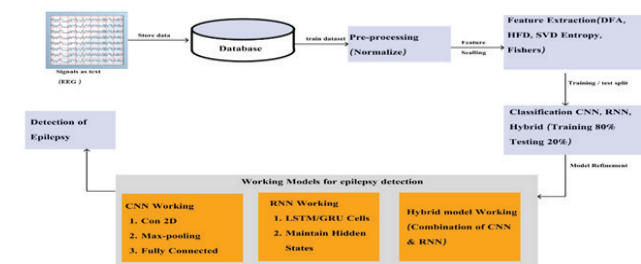 Signals as text
(EEG )
Store data
Database
train dataset
Pre-processing
(Normalize)
Feature
Scalling
Feature Extraction(DFA,
HFD, SVD Entropy,
Fishers)
Training / test split
Classification CNN, RNN,
Hybrid (Training 80%
Testing 20%)
Model Refinement
Working Models for epilepsy detection
CNN Working
1. Con 2D
2. Max-pooling
3. Fully Connected
RNN Working
1. LSTM/GRU Cells
2. Maintain Hidden
States
Hybrid model Working
(Combination of CNN
& RNN)
Detection of
Epilepsy